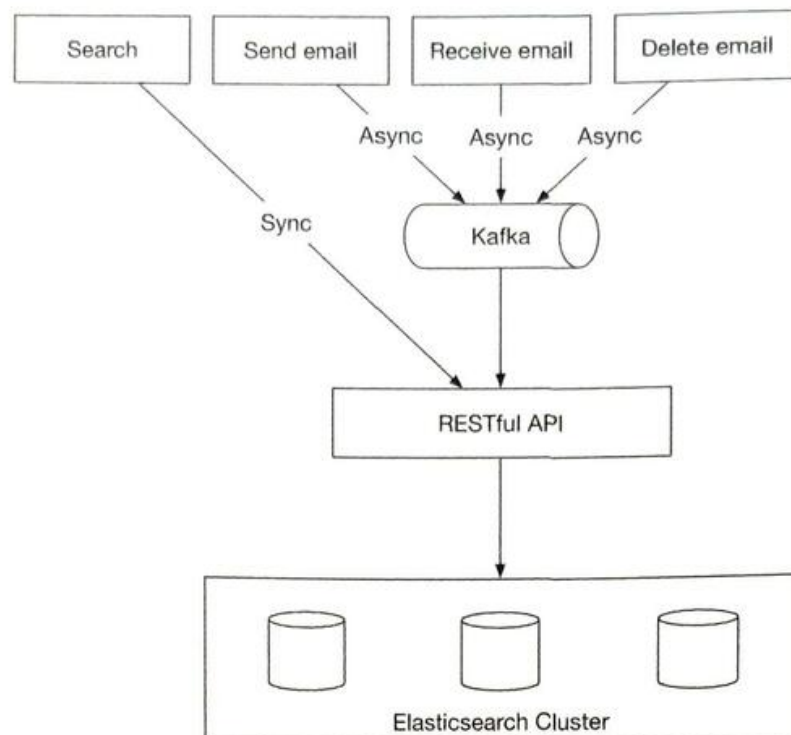 Search
Send email
Receive email
Delete email
Async
Async
Async
Sync
Kafka
RESTful API
Elasticsearch Cluster